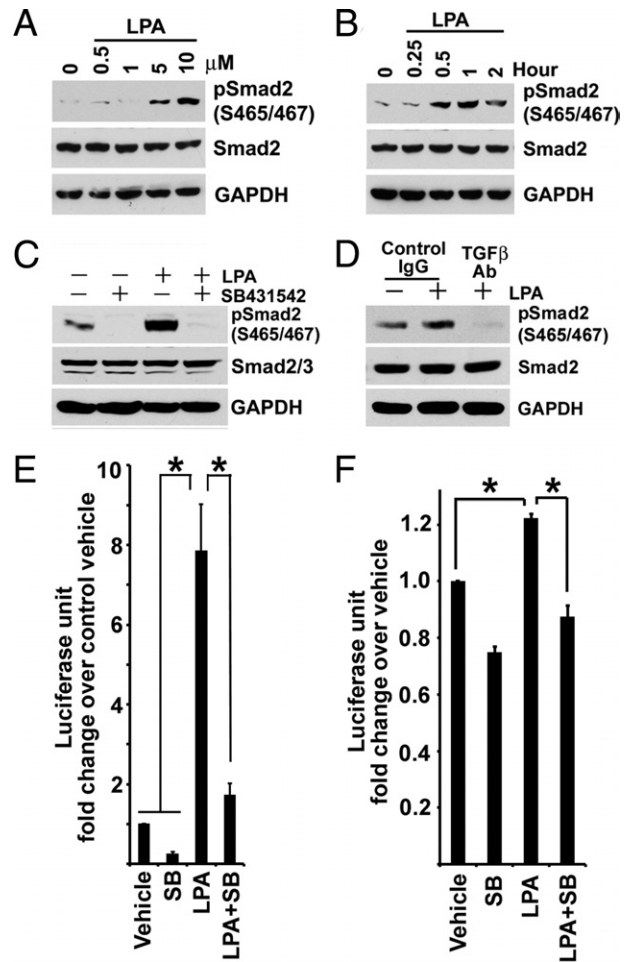 A
LPA
0 0.5 1 5 10 μM
pSmad2
(S465/467)
Smad2
GAPDH
B
LPA
0 0.25 0.5 1 2 Hour
pSmad2
(S465/467)
Smad2
GAPDH
C
— — + + LPA
— + — + SB431542
pSmad2
(S465/467)
Smad2/3
GAPDH
D
Control
IgG
TGFβ
Ab
— + + LPA
pSmad2
(S465/467)
Smad2
GAPDH
E
Luciferase unit
fold change over control vehicle
10
8
6
4
2
* *
Vehicle
SB
LPA
LPA+SB
F
Luciferase unit
fold change over vehicle
1.2
1.0
0.8
0.6
0.4
0.2
* *
Vehicle
SB
LPA
LPA+SB